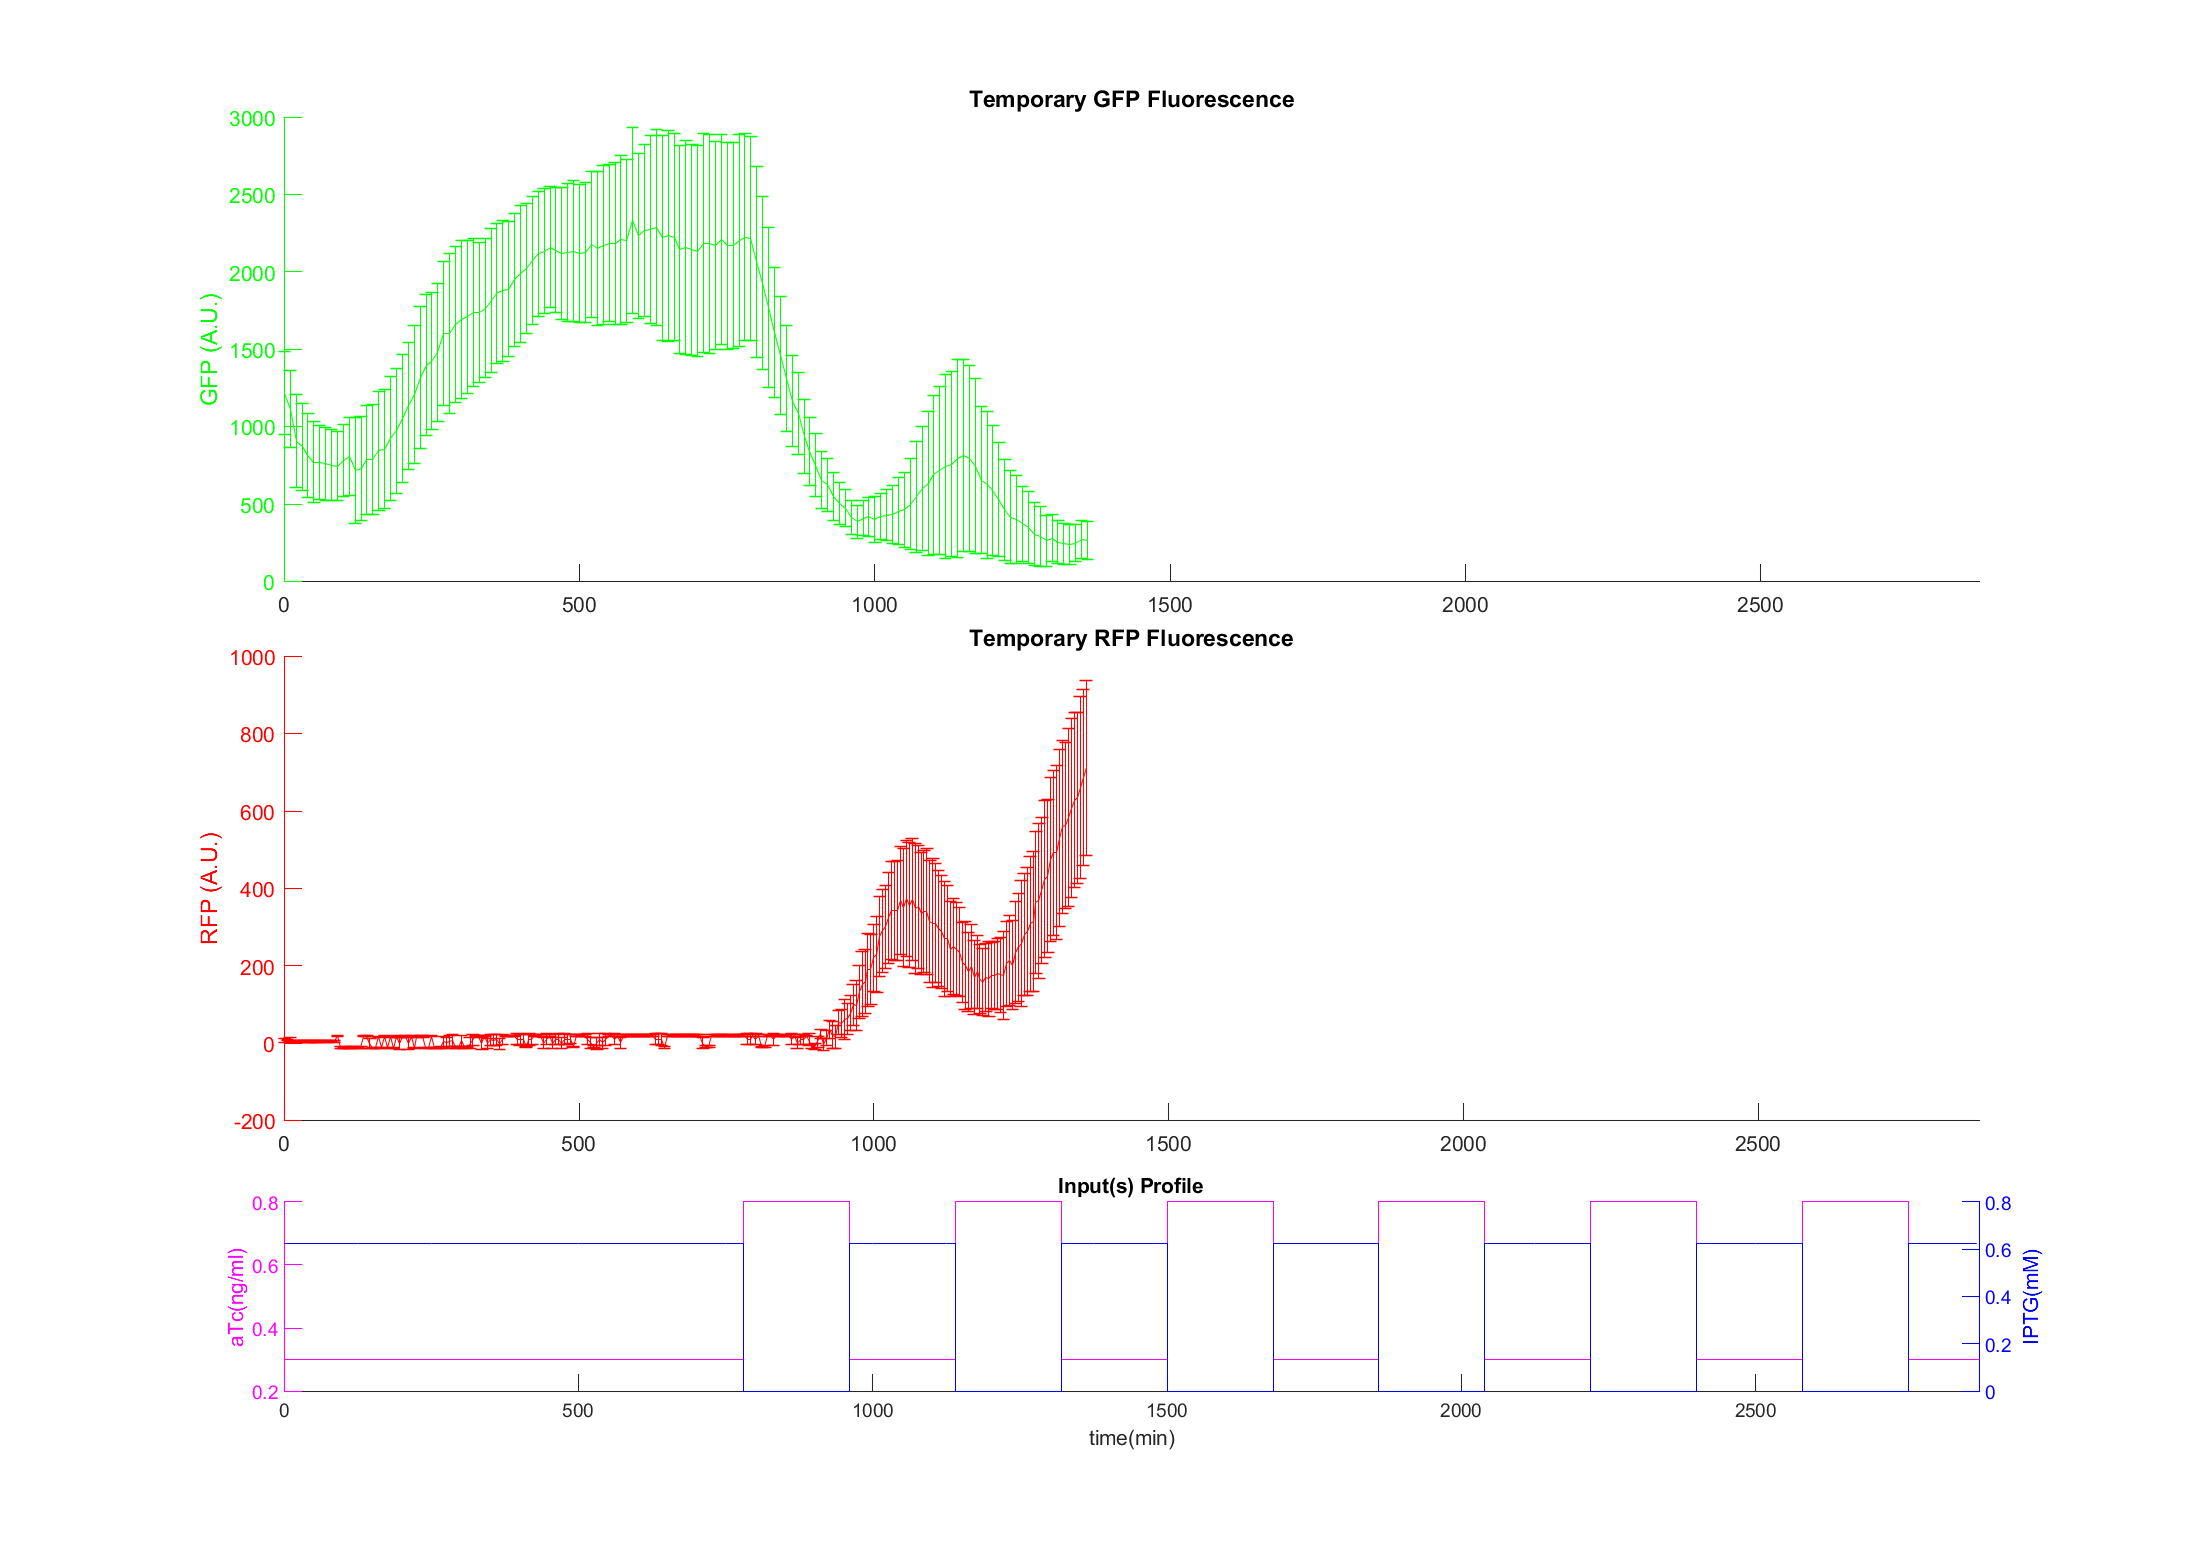 Temporary GFP Fluorescence
3000
2500
2000
1500
1000
500
0
GFP (A.U.)
0 500 1000 1500 2000 2500
Temporary RFP Fluorescence
1000
800
600
400
200
0
-200
RFP (A.U.)
0 500 1000 1500 2000 2500
Input(s) Profile
0.8
0.6
0.4
0.2
aTc(ng/ml)
0.8
0.6
0.4
0.2
0
IPTG(mM)
0 500 1000 1500 2000 2500
time(min)